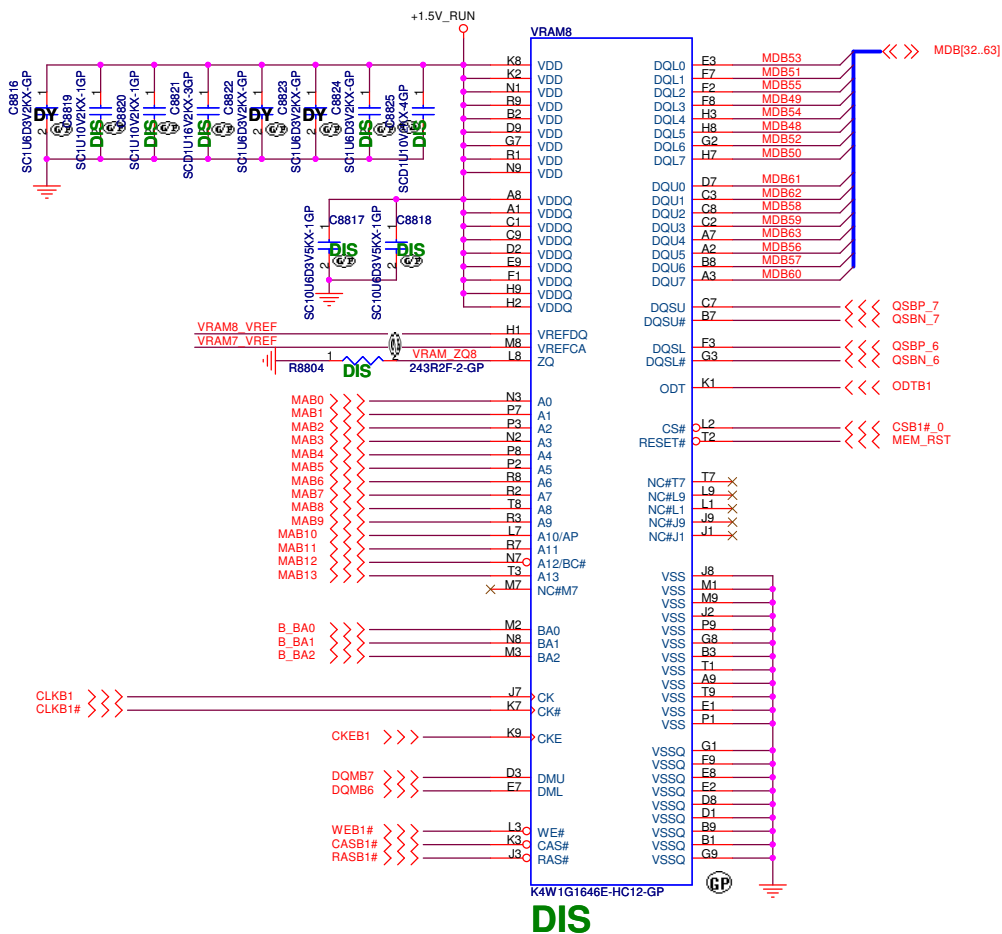 +1.5V_RUN
VRAM8
C8816
SC1U6D3V2KX-GP
DY
C8819
SC1U10V2KX-1GP
DIS
C8820
SC1U10V2KX-1GP
DIS
C8821
SCD1U16V2KX-3GP
DIS
C8822
SC1U6D3V2KX-GP
DY
C8823
SC1U6D3V2KX-GP
DY
C8824
SC1U6D3V2KX-GP
DIS
C8825
DIS
C8817
SC10U6D3V5KX-1GP
DIS
C8818
SC10U6D3V5KX-1GP
DIS
K8 VDD
K2 VDD
N1 VDD
R9 VDD
B2 VDD
D9 VDD
G7 VDD
R1 VDD
N9 VDD
A8 VDDQ
A1 VDDQ
C1 VDDQ
C9 VDDQ
D2 VDDQ
E9 VDDQ
F1 VDDQ
H9 VDDQ
H2 VDDQ
VRAM8_VREF H1 VREFDQ
VRAM7_VREF M8 VREFCA
VRAM_ZQ8 L8 ZQ
R8804 1 2 243R2F-2-GP
DIS
MAB0 N3 A0
MAB1 P7 A1
MAB2 P3 A2
MAB3 N2 A3
MAB4 P8 A4
MAB5 P2 A5
MAB6 R8 A6
MAB7 R2 A7
MAB8 T8 A8
MAB9 R3 A9
MAB10 L7 A10/AP
MAB11 R7 A11
MAB12 N7 A12/BC#
MAB13 T3 A13
M7 NC#M7
B_BA0 M2 BA0
B_BA1 N8 BA1
B_BA2 M3 BA2
CLKB1 J7 CK
CLKB1# K7 CK#
CKEB1 K9 CKE
DQMB7 D3 DMU
DQMB6 E7 DML
WEB1# L3 WE#
CASB1# K3 CAS#
RASB1# J3 RAS#
MDB[32..63]
DQL0 E3 MDB53
DQL1 F7 MDB51
DQL2 F2 MDB55
DQL3 F8 MDB49
DQL4 H3 MDB54
DQL5 H8 MDB48
DQL6 G2 MDB52
DQL7 H7 MDB50
DQU0 D7 MDB61
DQU1 C3 MDB62
DQU2 C8 MDB58
DQU3 C2 MDB59
DQU4 A7 MDB63
DQU5 A2 MDB56
DQU6 B8 MDB57
DQU7 A3 MDB60
DQSU C7 QSBP_7
DQSU# B7 QSBN_7
DQSL F3 QSBP_6
DQSL# G3 QSBN_6
ODT K1 ODTB1
CS# L2 CSB1#_0
RESET# T2 MEM_RST
NC#T7 T7
NC#L9 L9
NC#L1 L1
NC#J9 J9
NC#J1 J1
VSS J8
VSS M1
VSS M9
VSS J2
VSS P9
VSS G8
VSS B3
VSS T1
VSS A9
VSS T9
VSS E1
VSS P1
VSSQ G1
VSSQ F9
VSSQ E8
VSSQ E2
VSSQ D8
VSSQ D1
VSSQ B9
VSSQ B1
VSSQ G9
GP
K4W1G1646E-HC12-GP
DIS